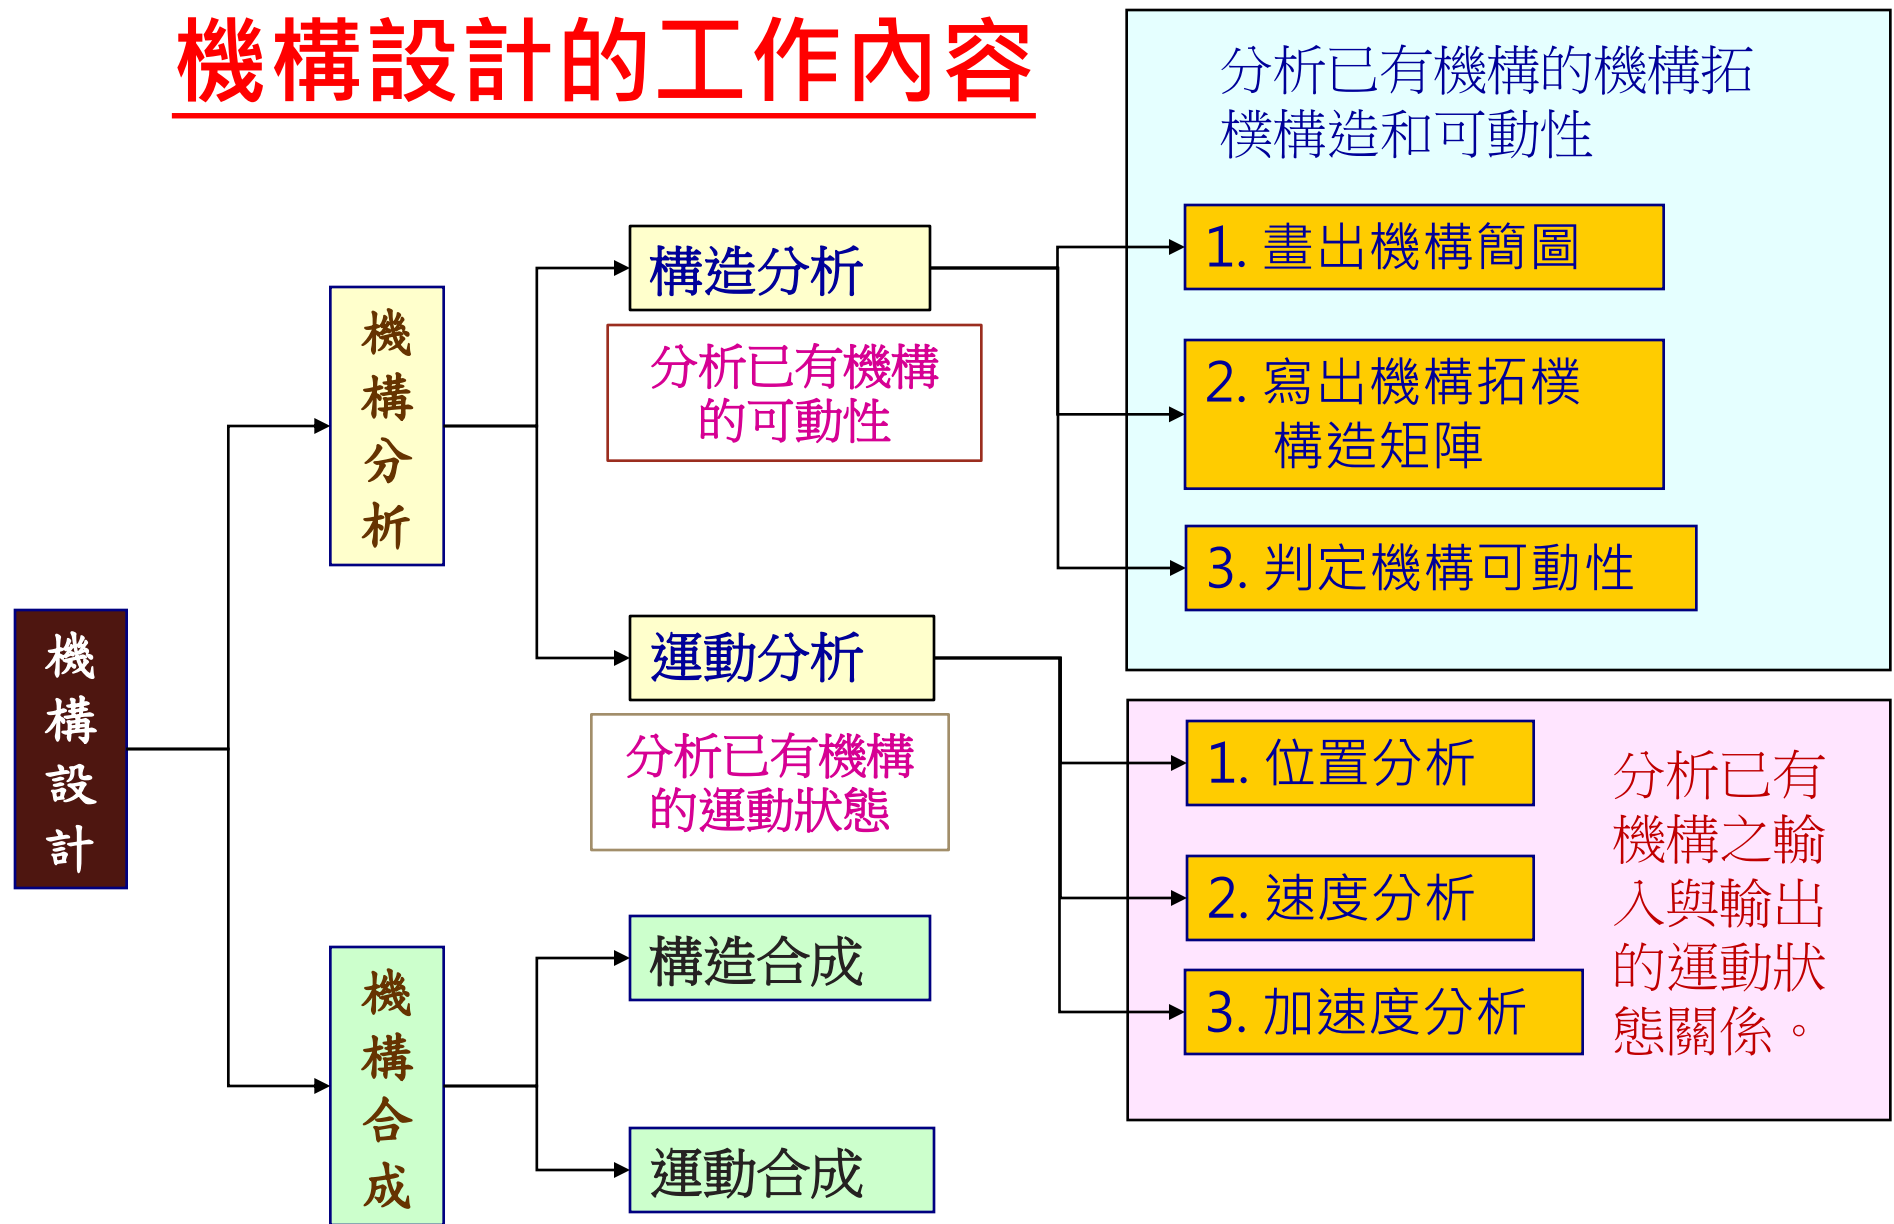 機構設計的工作內容
機構設計
機構分析
構造分析
分析已有機構
的可動性
運動分析
分析已有機構
的運動狀態
機構合成
構造合成
運動合成
分析已有機構的機構拓
樸構造和可動性
1. 畫出機構簡圖
2. 寫出機構拓樸
構造矩陣
3. 判定機構可動性
1. 位置分析
2. 速度分析
3. 加速度分析
分析已有
機構之輸
入與輸出
的運動狀
態關係。